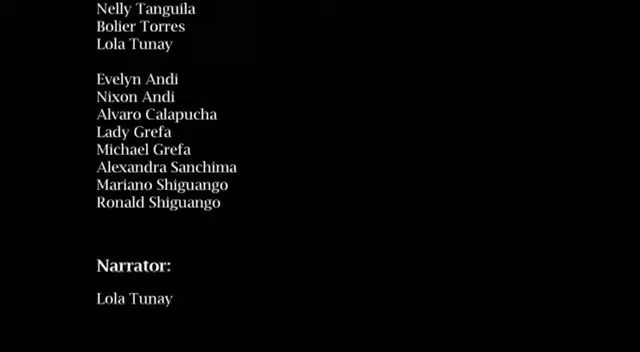 Nelly Tanguila
Bolier Torres
Lola Tunay
Evelyn Andi
Nixon Andi
Alvaro Calapucha
Lady Grefa
Michael Grefa
Alexandra Sanchima
Mariano Shiguango
Ronald Shiguango
Narrator:
Lola Tunay